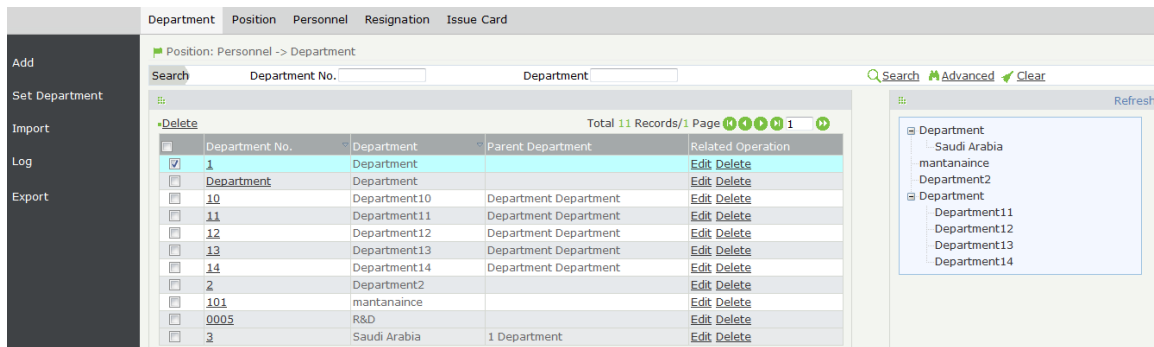 Department Position Personnel Resignation Issue Card
Add
Set Department
Import
Log
Export
Position: Personnel -> Department
Search Department No. Department Search Advanced Clear
Delete Total 11 Records/1 Page 1
Department No. Department Parent Department Related Operation
1 Department Edit Delete
Department Department Edit Delete
10 Department10 Department Department Edit Delete
11 Department11 Department Department Edit Delete
12 Department12 Department Department Edit Delete
13 Department13 Department Department Edit Delete
14 Department14 Department Department Edit Delete
2 Department2 Edit Delete
101 mantanaince Edit Delete
0005 R&D Edit Delete
3 Saudi Arabia 1 Department Edit Delete
Refresh
Department
Saudi Arabia
mantanaince
Department2
Department
Department11
Department12
Department13
Department14